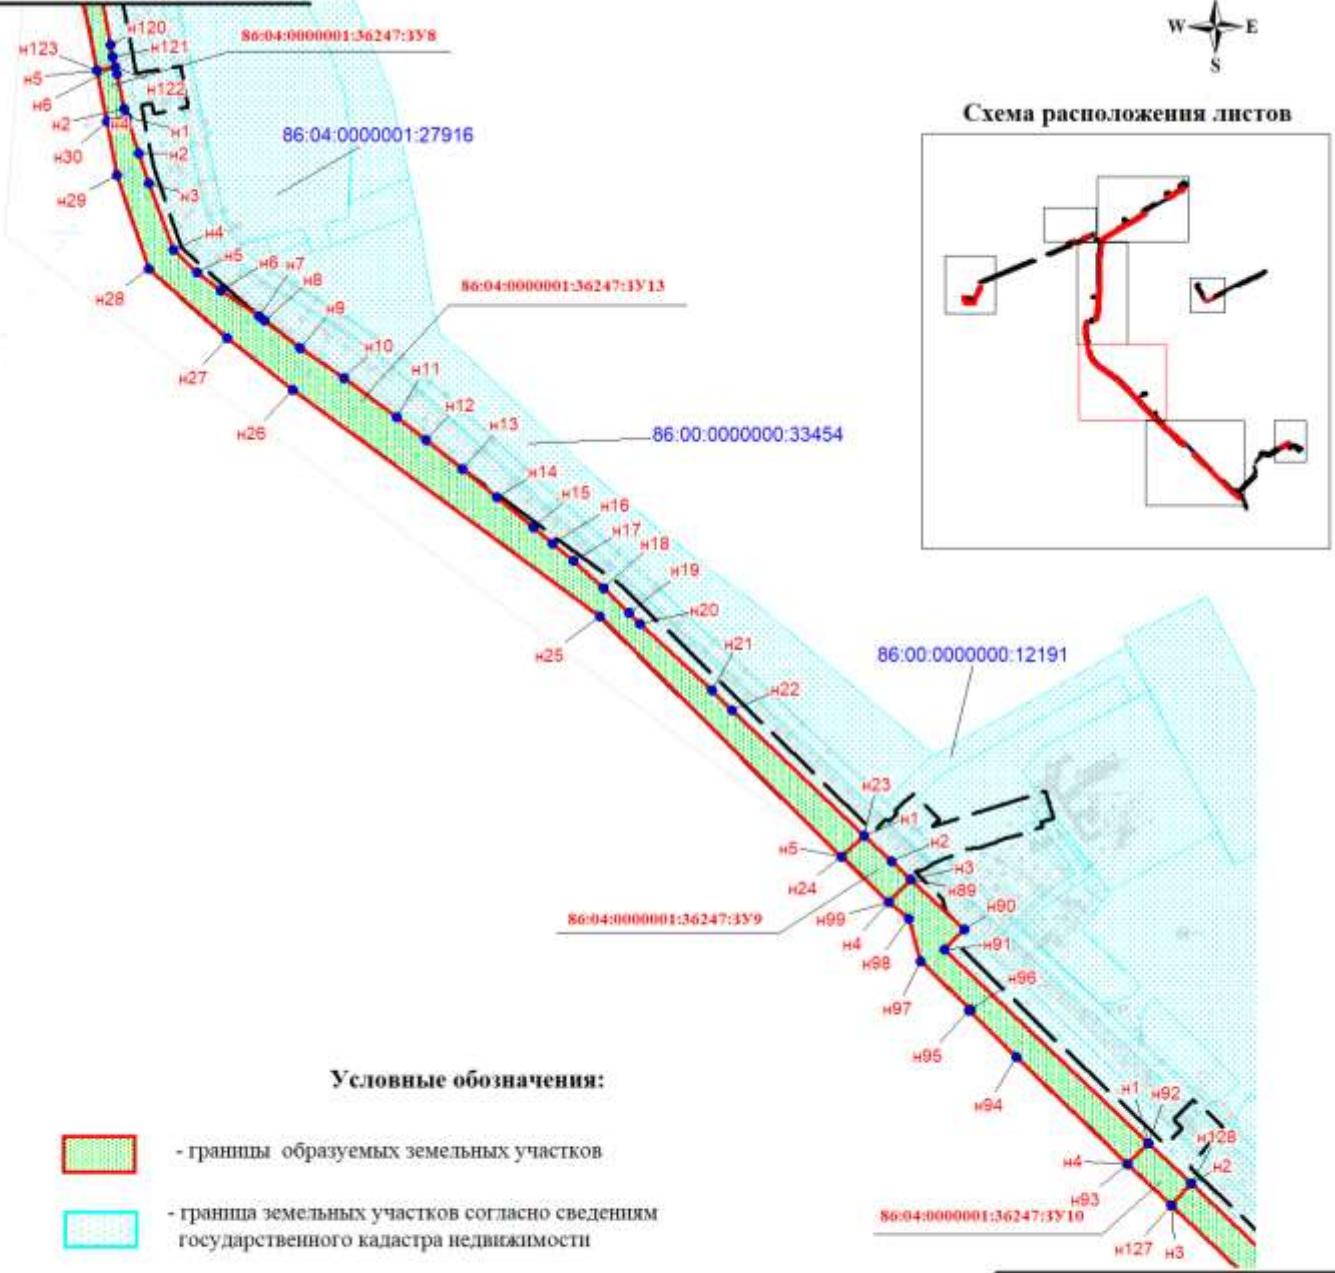 н120
86:04:0000001:36247:ЗУ8
W E
S
н123
н121
н5
н122
н6
н2
н4
н1
86:04:0000001:27916
Схема расположения листов
н30
н2
н29
н3
н4
н5
н6
н7
н8
н28
86:04:0000001:36247:ЗУ13
н9
н27
н10
н11
н26
н12
н13
86:00:0000000:33454
н14
н15
н16
н17
н18
н19
н20
н25
н21
86:00:0000000:12191
н22
н23
н1
н5
н2
н24
н3
н89
86:04:0000001:36247:ЗУ9
н99
н90
н4
н91
н98
н96
н97
н95
Условные обозначения:
н94
н1
н92
н128
- границы образуемых земельных участков
н4
н2
н93
- граница земельных участков согласно сведениям
государственного кадастра недвижимости
86:04:0000001:36247:ЗУ10
н127
н3